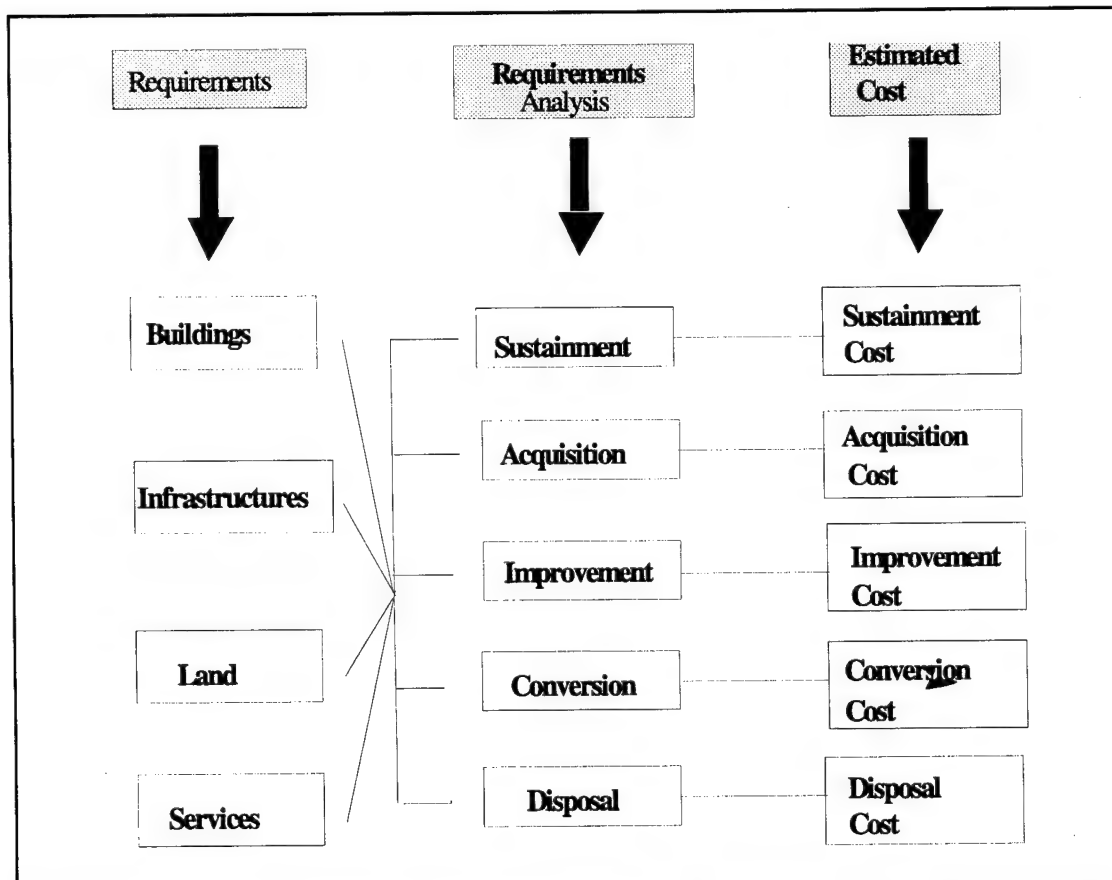 Requirements
Requirements
Analysis
Estimated
Cost
Buildings
Infrastructures
Land
Services
Sustainment
Acquisition
Improvement
Conversion
Disposal
Sustainment
Cost
Acquisition
Cost
Improvement
Cost
Conversion
Cost
Disposal
Cost